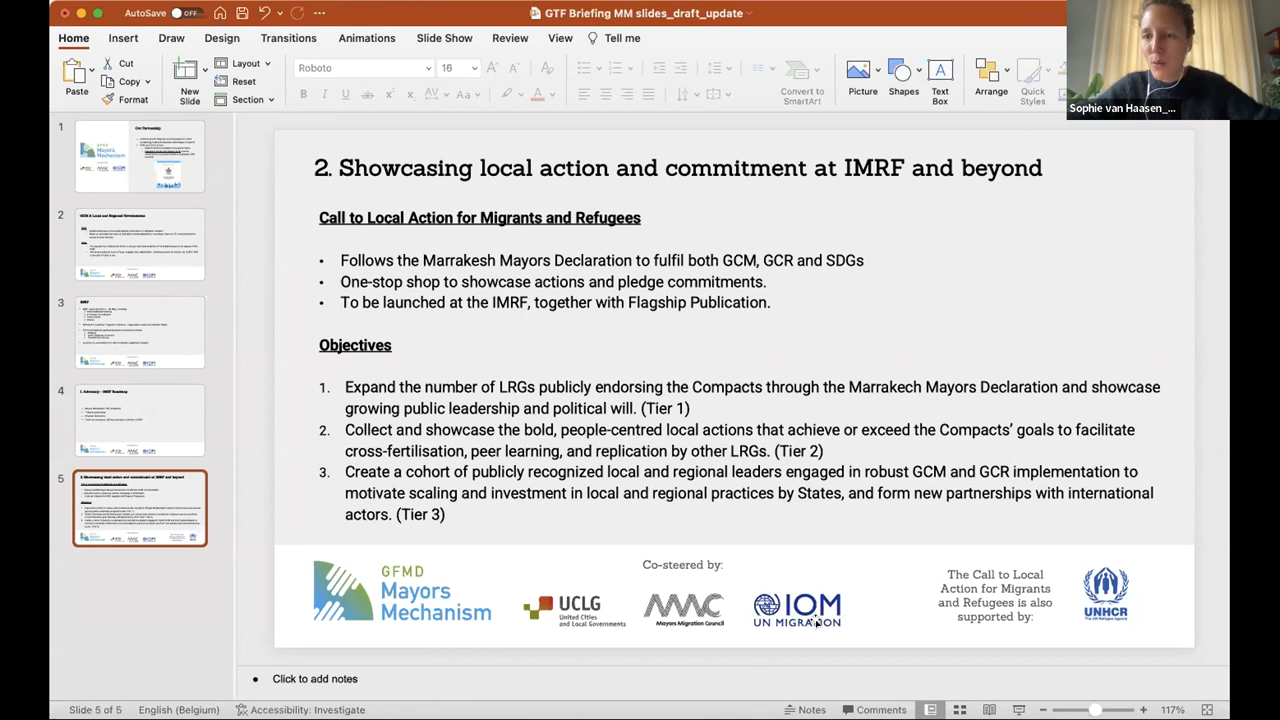 AutoSave OFF GTF Briefing MM slides_draft_update
Home Insert Draw Design Transitions Animations Slide Show Review View Tell me
Paste Cut Copy Format New Slide Layout Reset Section Roboto 16 Convert to SmartArt Picture Shapes Text Box Arrange Quick Styles
Sophie van Haasen_...
1
2
3
4
5
2. Showcasing local action and commitment at IMRF and beyond
Call to Local Action for Migrants and Refugees
• Follows the Marrakesh Mayors Declaration to fulfil both GCM, GCR and SDGs
• One-stop shop to showcase actions and pledge commitments.
• To be launched at the IMRF, together with Flagship Publication.
Objectives
1. Expand the number of LRGs publicly endorsing the Compacts through the Marrakech Mayors Declaration and showcase
growing public leadership and political will. (Tier 1)
2. Collect and showcase the bold, people-centred local actions that achieve or exceed the Compacts' goals to facilitate
cross-fertilisation, peer learning, and replication by other LRGs. (Tier 2)
3. Create a cohort of publicly recognized local and regional leaders engaged in robust GCM and GCR implementation to
motivate scaling and investment in local and regional practices by States, and form new partnerships with international
actors. (Tier 3)
GFMD
Mayors
Mechanism
Co-steered by:
UCLG
United Cities
and Local Governments
MMC
Mayors Migration Council
IOM
UN MIGRATION
The Call to Local
Action for Migrants
and Refugees is also
supported by:
UNHCR
The UN Refugee Agency
• Click to add notes
Slide 5 of 5 English (Belgium) Accessibility: Investigate Notes Comments 117%